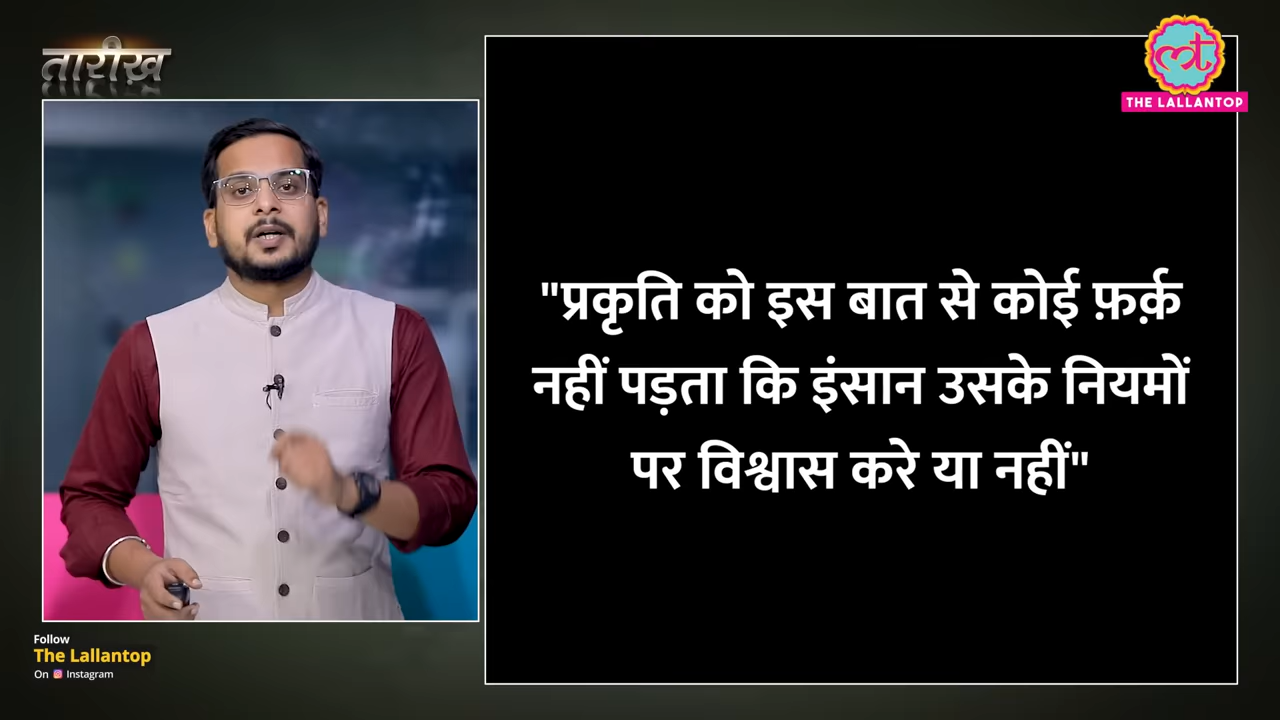 तारीख़
THE LALLANTOP
"प्रकृति को इस बात से कोई फ़र्क़
नहीं पड़ता कि इंसान उसके नियमों
पर विश्वास करे या नहीं"
Follow
The Lallantop
On Instagram